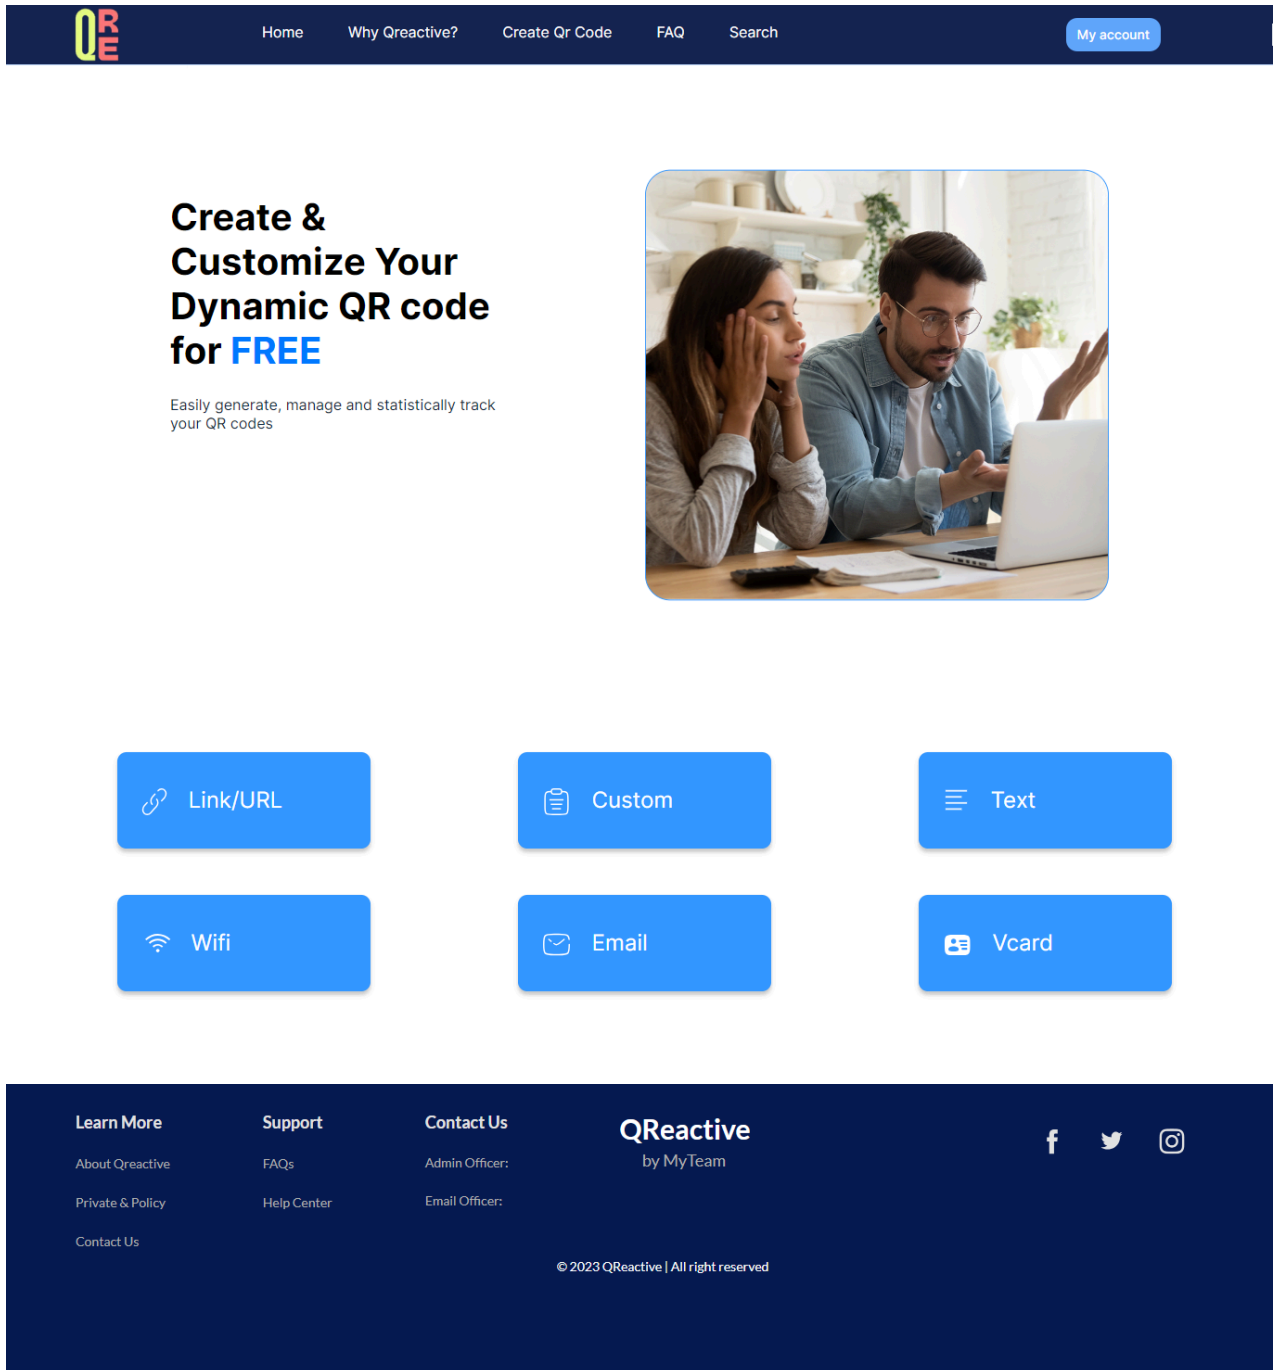 QRE
Home Why Qreactive? Create Qr Code FAQ Search My account
Create &
Customize Your
Dynamic QR code
for FREE
Easily generate, manage and statistically track
your QR codes
Link/URL Custom Text
Wifi Email Vcard
Learn More
About Qreactive
Private & Policy
Contact Us
Support
FAQs
Help Center
Contact Us
Admin Officer:
Email Officer:
QReactive
by MyTeam
© 2023 QReactive | All right reserved